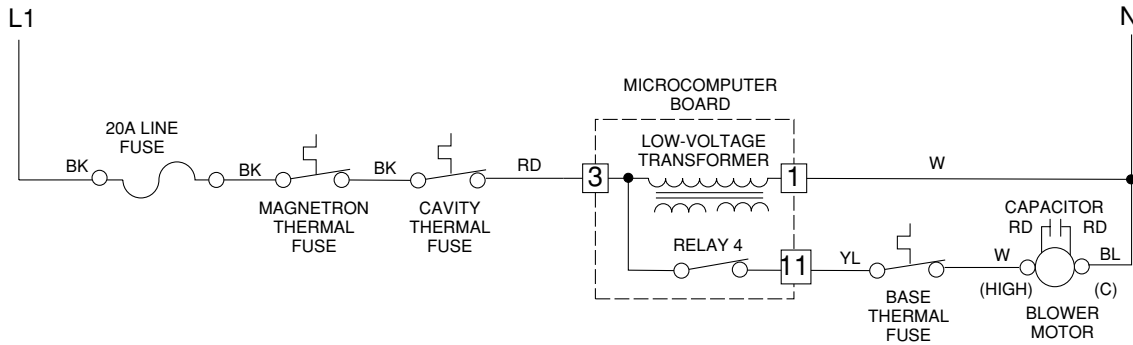 L1
N
MICROCOMPUTER
BOARD
20A LINE
FUSE
LOW-VOLTAGE
TRANSFORMER
BK
BK
BK
RD
3
1
W
MAGNETRON
THERMAL
FUSE
CAVITY
THERMAL
FUSE
CAPACITOR
RD
RD
RELAY 4
11
YL
W
BL
(HIGH)
(C)
BASE
THERMAL
FUSE
BLOWER
MOTOR